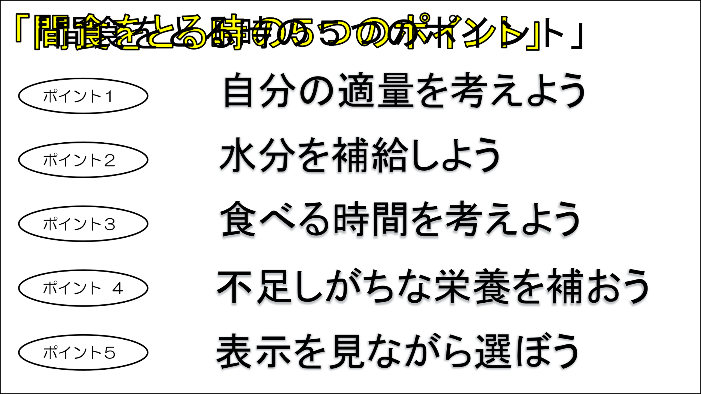 「間食をとる時の５つのポイント」
ポイント１ 自分の適量を考えよう
ポイント２ 水分を補給しよう
ポイント３ 食べる時間を考えよう
ポイント ４ 不足しがちな栄養を補おう
ポイント５ 表示を見ながら選ぼう